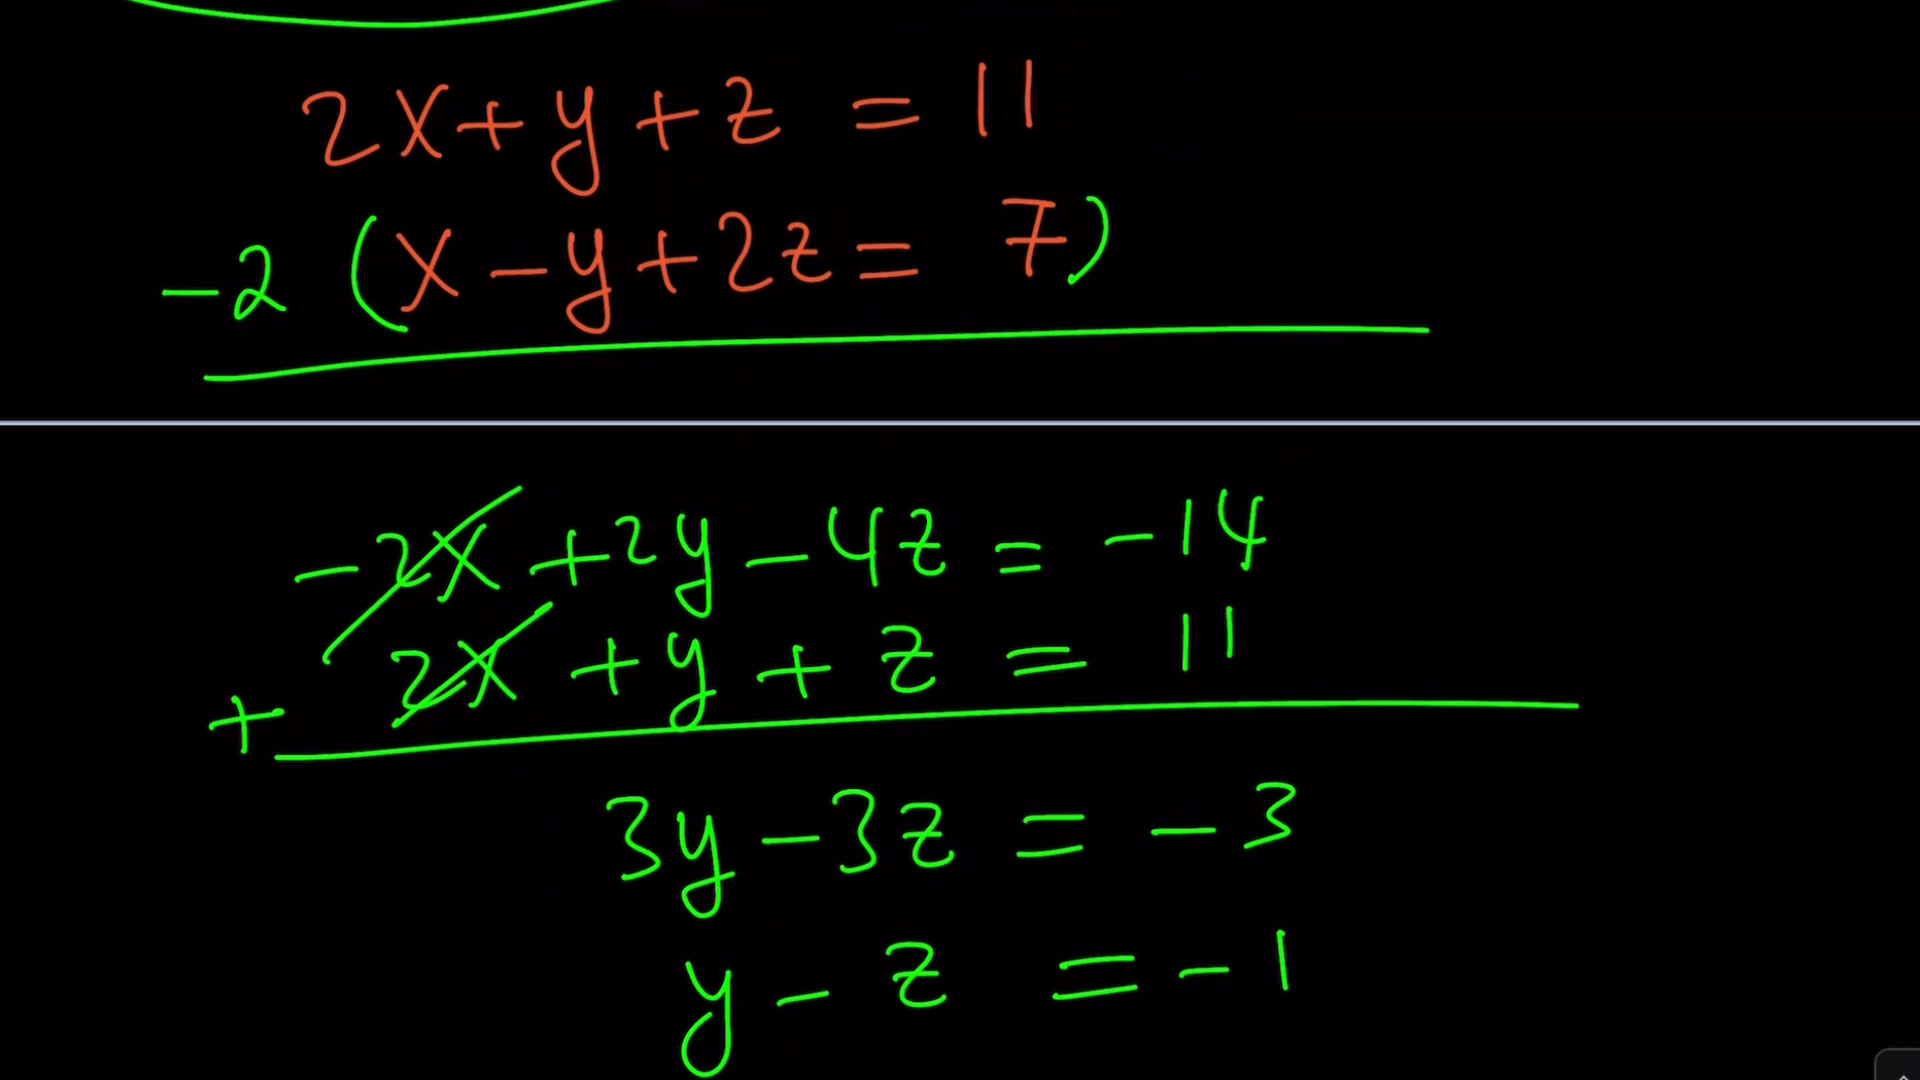 2x+y+z = 11
-2 (x-y+2z= 7)
-2x+2y-4z = -14
+ 2x+y+z = 11
3y-3z = -3
y-z = -1